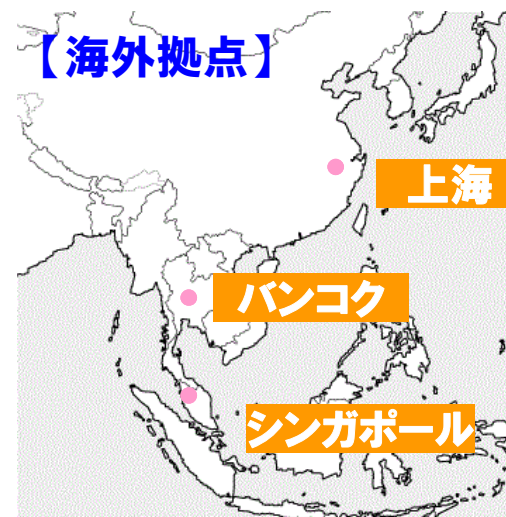 【海外拠点】
上海
バンコク
シンガポール